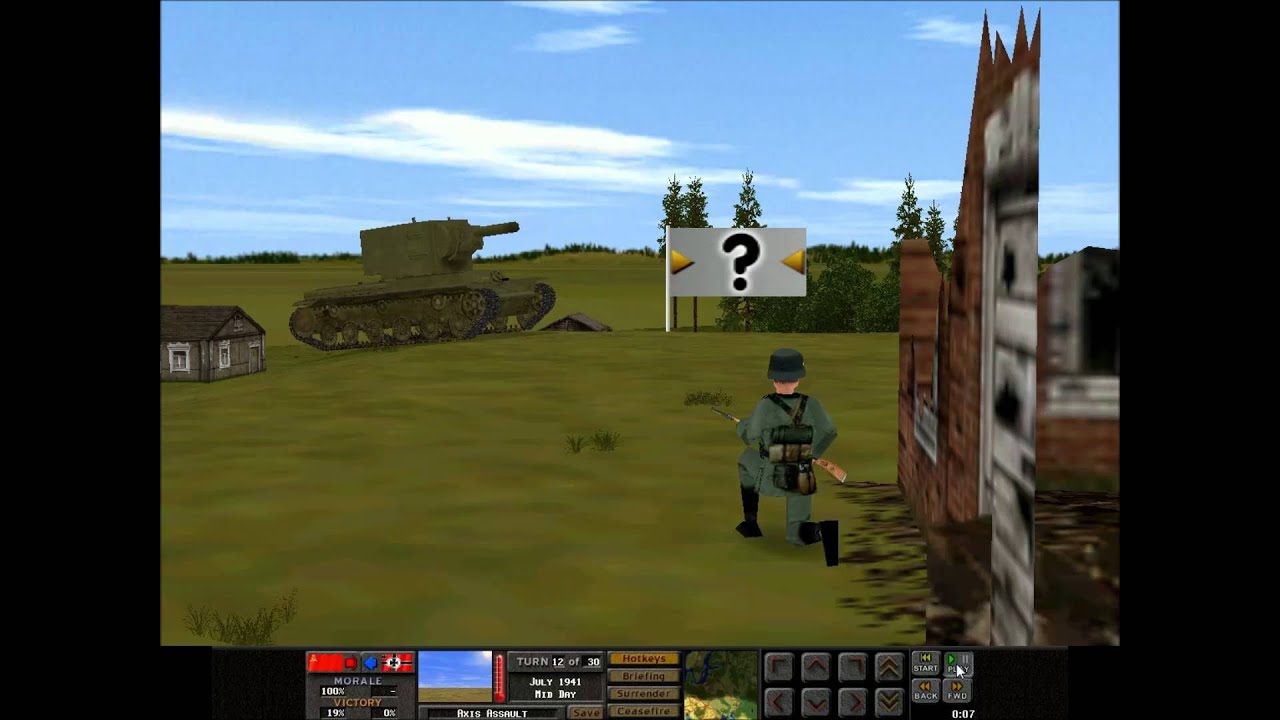 ?
TURN 12 of 30
Hotkeys
START
PLAY
MORALE
JULY 1941
Briefing
100% -
MID DAY
Surrender
BACK
FWD
VICTORY
19% 0%
AXIS ASSAULT
Save
Ceasefire
0:07